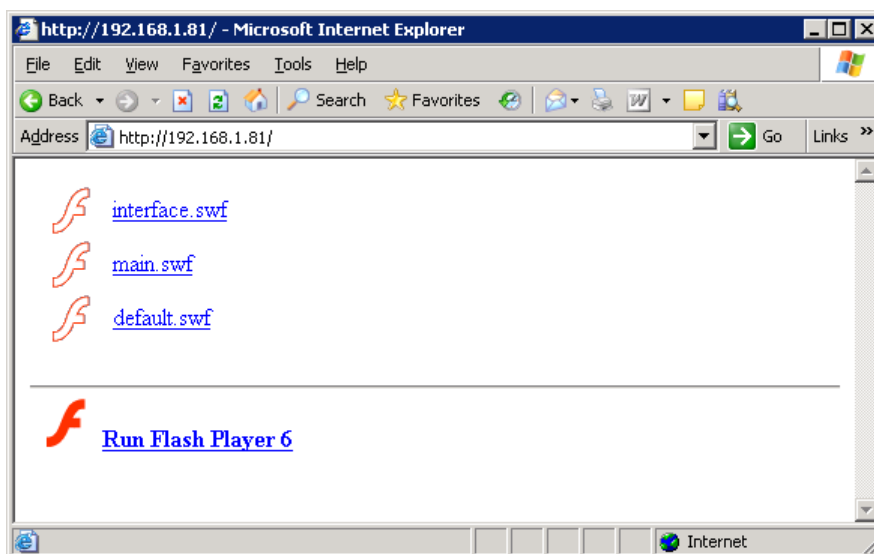 http://192.168.1.81/ - Microsoft Internet Explorer
File Edit View Favorites Tools Help
Back Search Favorites
Address http://192.168.1.81/ Go Links »
interface.swf
main.swf
default.swf
Run Flash Player 6
Internet